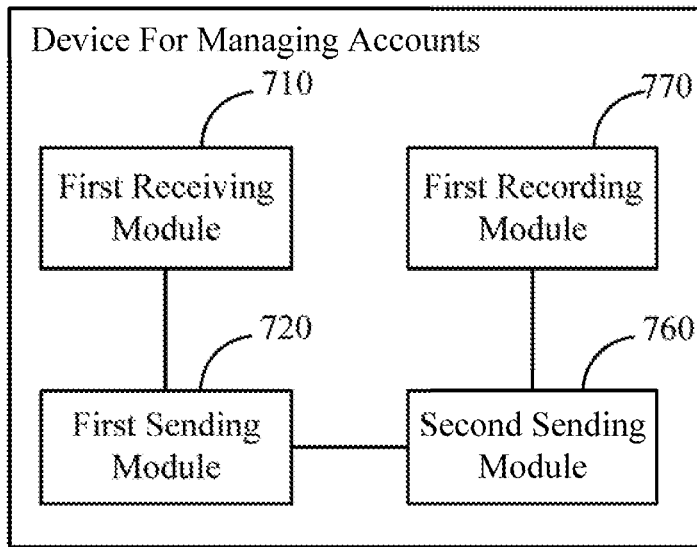 Device For Managing Accounts
710
770
First Receiving
Module
First Recording
Module
720
760
First Sending
Module
Second Sending
Module